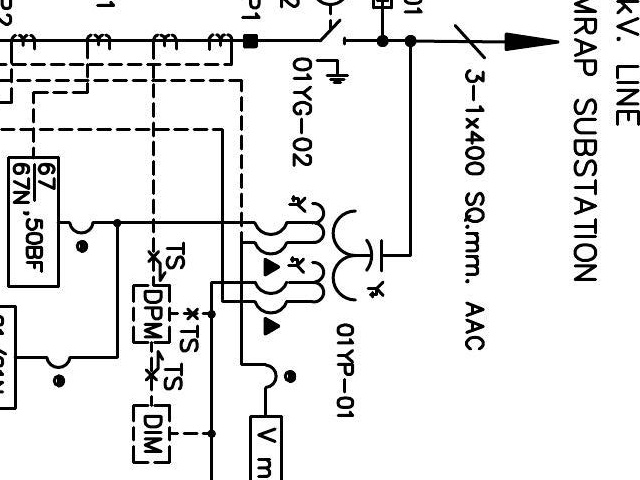 kV. LINE
MRAP SUBSTATION
3-1x400 SQ.mm. AAC
01
2
P1
01YG-02
01YP-01
1
TS
TS
TS
DPM
DIM
V m
P2
67
67N,50BF